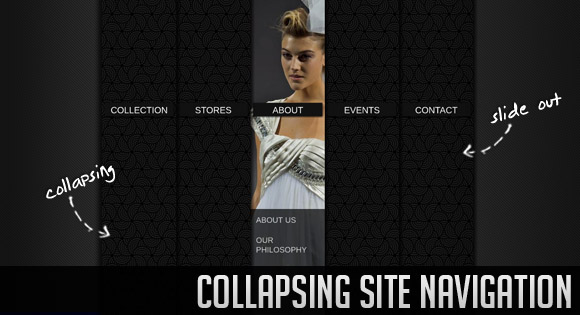 COLLECTION
STORES
ABOUT
EVENTS
CONTACT
slide out
collapsing
ABOUT US
OUR
PHILOSOPHY
COLLAPSING SITE NAVIGATION